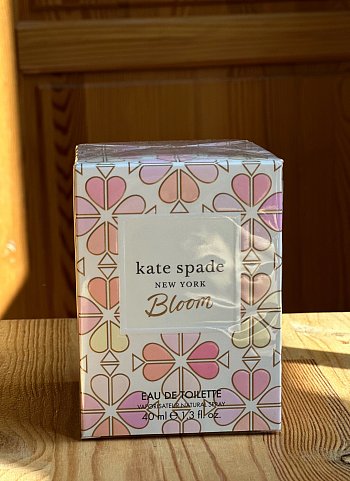 kate spade
NEW YORK
Bloom
EAU DE TOILETTE
VAPORISATEUR NATURAL SPRAY
40 ml e 1.3 fl. oz.